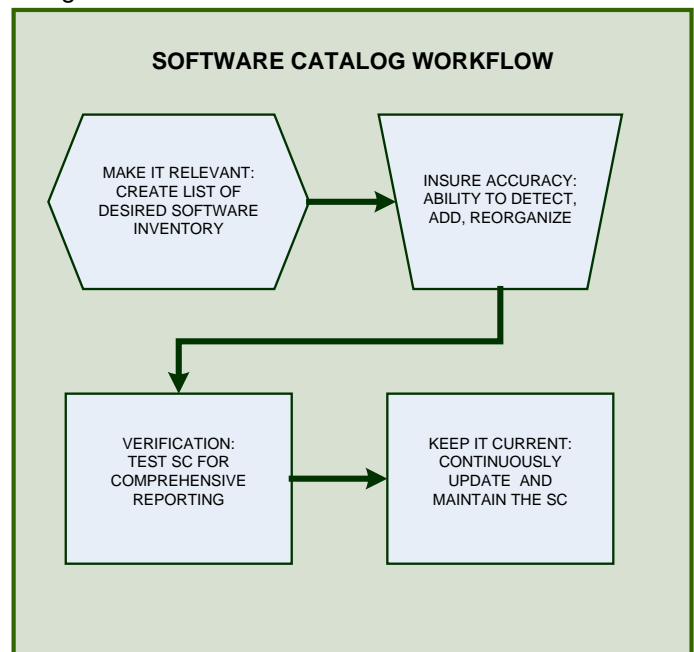 SOFTWARE CATALOG WORKFLOW
MAKE IT RELEVANT:
CREATE LIST OF
DESIRED SOFTWARE
INVENTORY
INSURE ACCURACY:
ABILITY TO DETECT,
ADD, REORGANIZE
VERIFICATION:
TEST SC FOR
COMPREHENSIVE
REPORTING
KEEP IT CURRENT:
CONTINUOUSLY
UPDATE AND
MAINTAIN THE SC